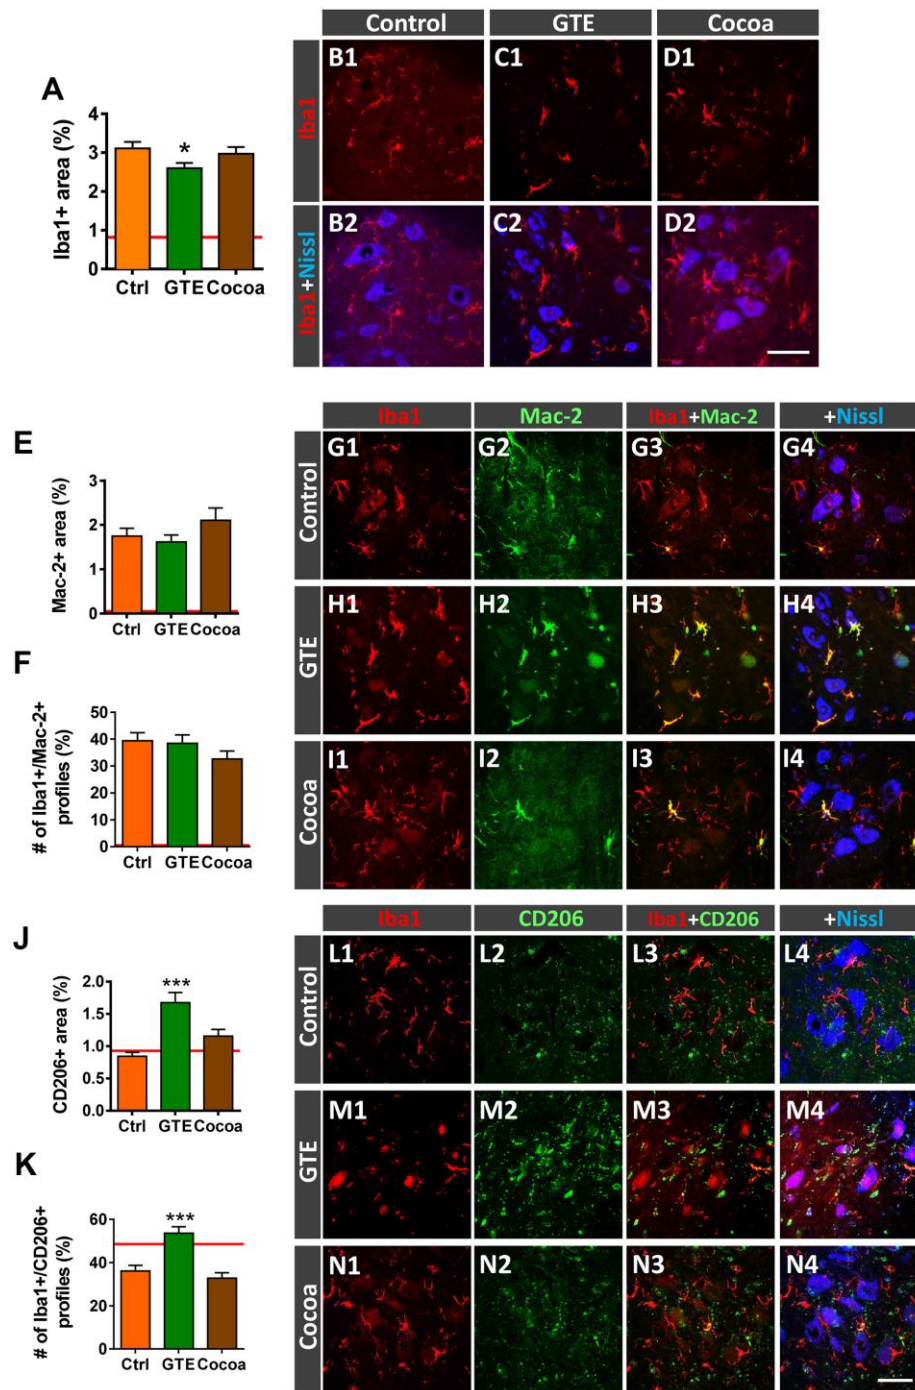 Control GTE Cocoa
A
Iba1+ area (%)
4
3
2
1
0
*
Ctrl GTE Cocoa
Iba1
B1 C1 D1
Iba1+Nissl
B2 C2 D2
Iba1 Mac-2 Iba1+Mac-2 +Nissl
E
Mac-2+ area (%)
3
2
1
0
Ctrl GTE Cocoa
Control
G1 G2 G3 G4
GTE
H1 H2 H3 H4
F
# of Iba1+/Mac-2+
profiles (%)
50
40
30
20
10
0
Ctrl GTE Cocoa
Cocoa
I1 I2 I3 I4
Iba1 CD206 Iba1+CD206 +Nissl
J
CD206+ area (%)
2.0
1.5
1.0
0.5
0.0
***
Ctrl GTE Cocoa
Control
L1 L2 L3 L4
GTE
M1 M2 M3 M4
K
# of Iba1+/CD206+
profiles (%)
60
40
20
0
***
Ctrl GTE Cocoa
Cocoa
N1 N2 N3 N4